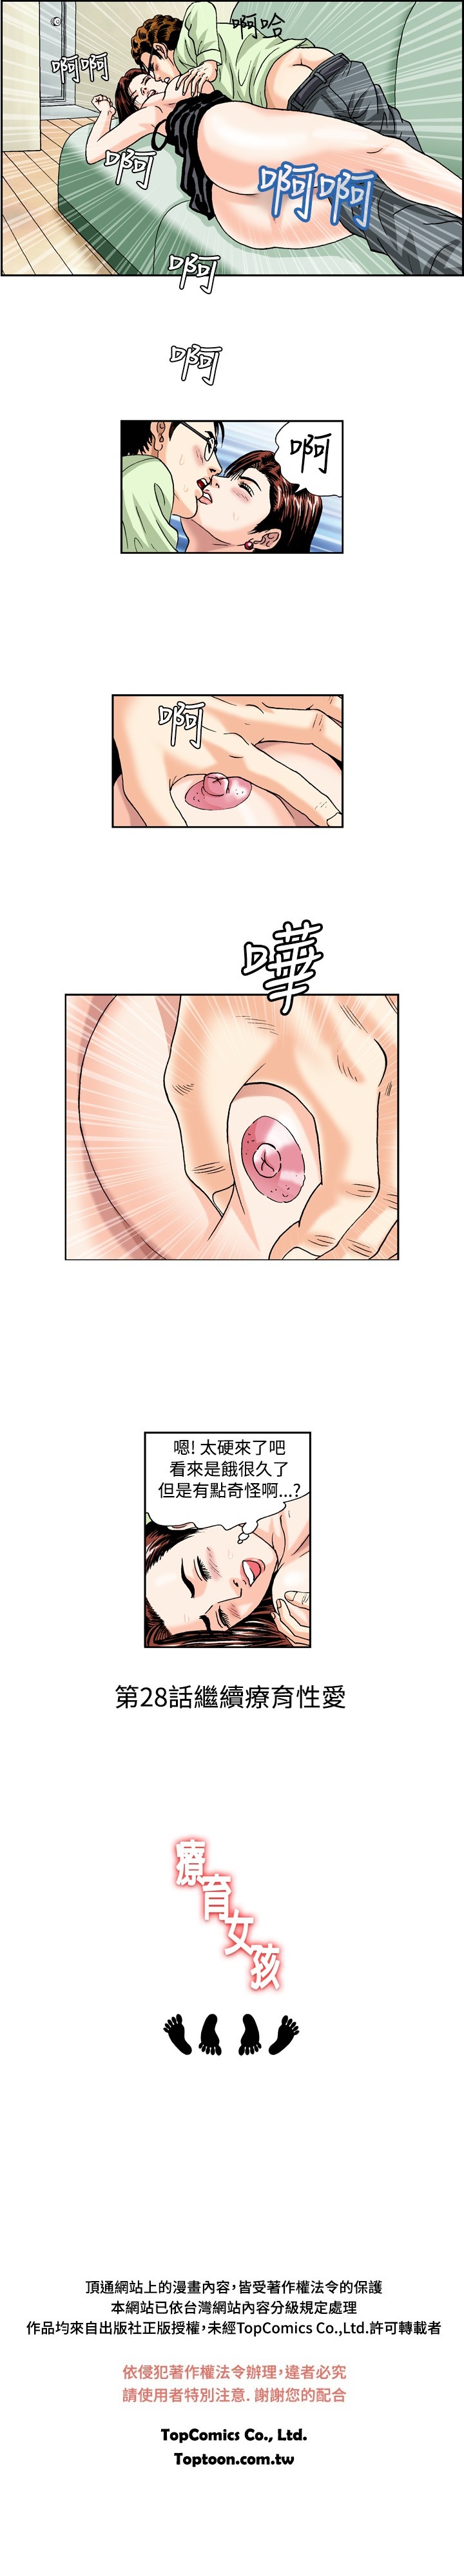 啊哈
啊啊
啊
啊啊
啊
啊
啊
啊
嘩
嗯! 太硬來了吧
看來是餓很久了
但是有點奇怪啊...?
第28話繼續療育性愛
療育女孩
頂通網站上的漫畫內容，皆受著作權法令的保護
本網站已依台灣網站內容分級規定處理
作品均來自出版社正版授權，未經TopComics Co.,Ltd.許可轉載者
依侵犯著作權法令辦理，違者必究
請使用者特別注意. 謝謝您的配合
TopComics Co., Ltd.
Toptoon.com.tw